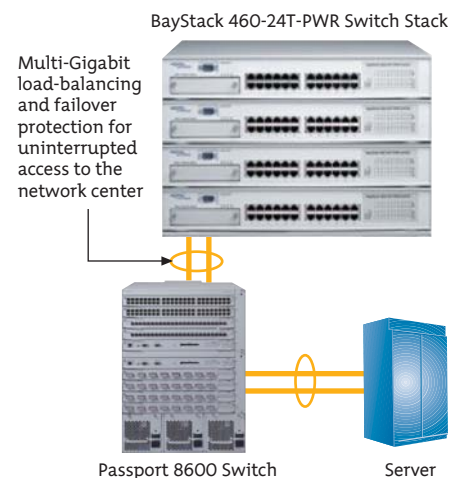 BayStack 460-24T-PWR Switch Stack
Multi-Gigabit
load-balancing
and failover
protection for
uninterrupted
access to the
network center
Passport 8600 Switch
Server